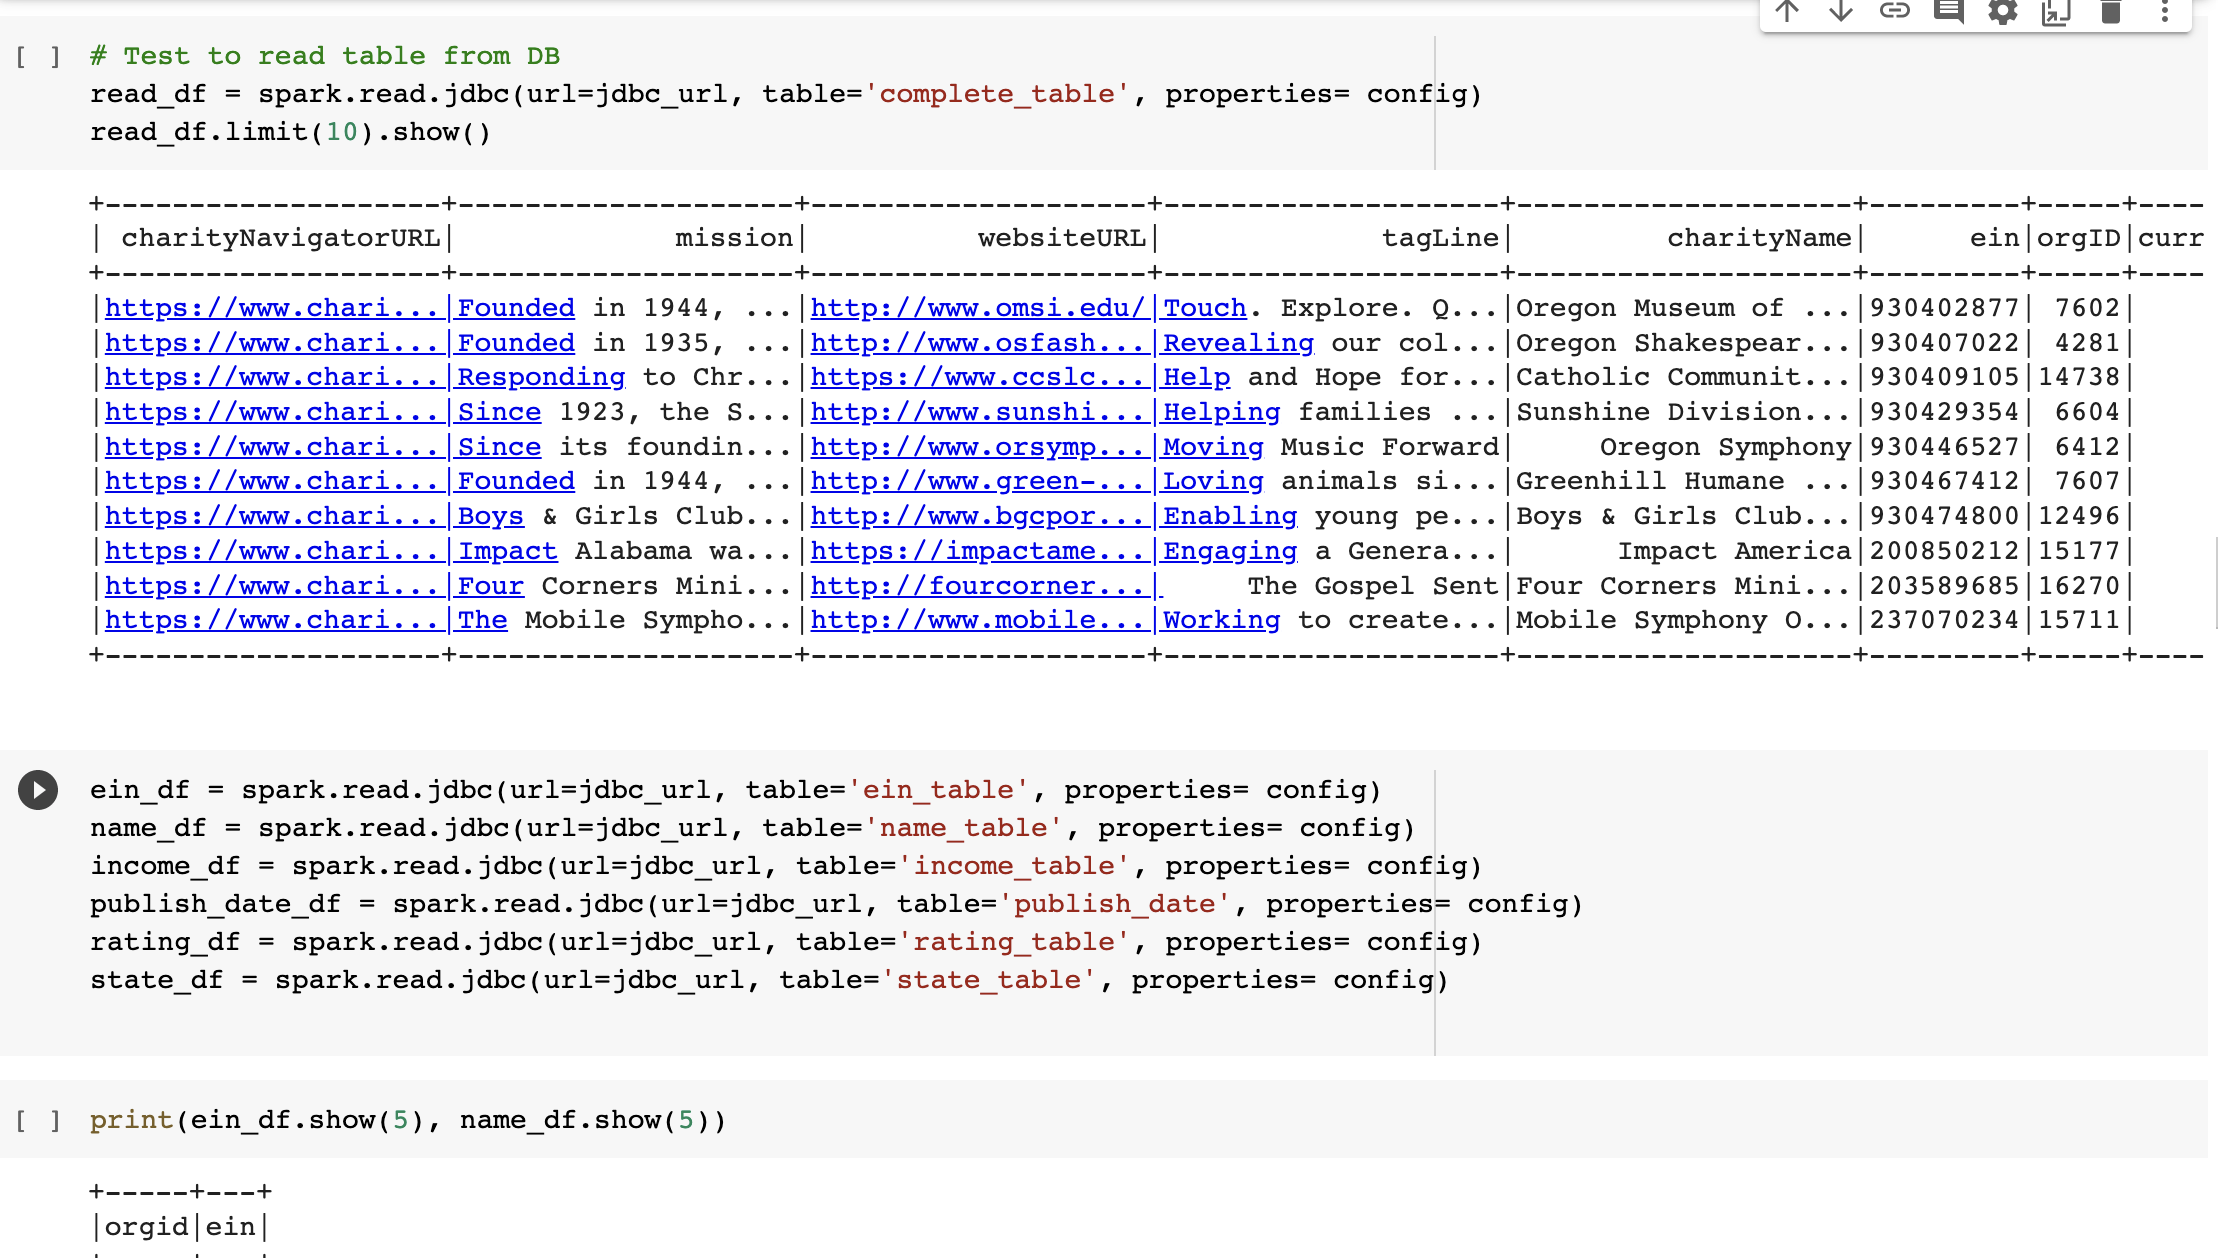 [ ] # Test to read table from DB
read_df = spark.read.jdbc(url=jdbc_url, table='complete_table', properties= config)
read_df.limit(10).show()
+--------------------+--------------------+--------------------+--------------------+--------------------+---------+-----+----
| charityNavigatorURL|             mission|          websiteURL|             tagLine|         charityName|      ein|orgID|curr
+--------------------+--------------------+--------------------+--------------------+--------------------+---------+-----+----
|https://www.chari...|Founded in 1944, ...|http://www.omsi.edu/|Touch. Explore. Q...|Oregon Museum of ...|930402877| 7602|
|https://www.chari...|Founded in 1935, ...|http://www.osfash...|Revealing our col...|Oregon Shakespear...|930407022| 4281|
|https://www.chari...|Responding to Chr...|https://www.ccslc...|Help and Hope for...|Catholic Communit...|930409105|14738|
|https://www.chari...|Since 1923, the S...|http://www.sunshi...|Helping families ...|Sunshine Division...|930429354| 6604|
|https://www.chari...|Since its foundin...|http://www.orsymp...|Moving Music Forward|     Oregon Symphony|930446527| 6412|
|https://www.chari...|Founded in 1944, ...|http://www.green-...|Loving animals si...|Greenhill Humane ...|930467412| 7607|
|https://www.chari...|Boys & Girls Club...|http://www.bgcpor...|Enabling young pe...|Boys & Girls Club...|930474800|12496|
|https://www.chari...|Impact Alabama wa...|https://impactame...|Engaging a Genera...|      Impact America|200850212|15177|
|https://www.chari...|Four Corners Mini...|http://fourcorner...|     The Gospel Sent|Four Corners Mini...|203589685|16270|
|https://www.chari...|The Mobile Sympho...|http://www.mobile...|Working to create...|Mobile Symphony O...|237070234|15711|
+--------------------+--------------------+--------------------+--------------------+--------------------+---------+-----+----
ein_df = spark.read.jdbc(url=jdbc_url, table='ein_table', properties= config)
name_df = spark.read.jdbc(url=jdbc_url, table='name_table', properties= config)
income_df = spark.read.jdbc(url=jdbc_url, table='income_table', properties= config)
publish_date_df = spark.read.jdbc(url=jdbc_url, table='publish_date', properties= config)
rating_df = spark.read.jdbc(url=jdbc_url, table='rating_table', properties= config)
state_df = spark.read.jdbc(url=jdbc_url, table='state_table', properties= config)
[ ] print(ein_df.show(5), name_df.show(5))
+-----+---+
|orgid|ein|